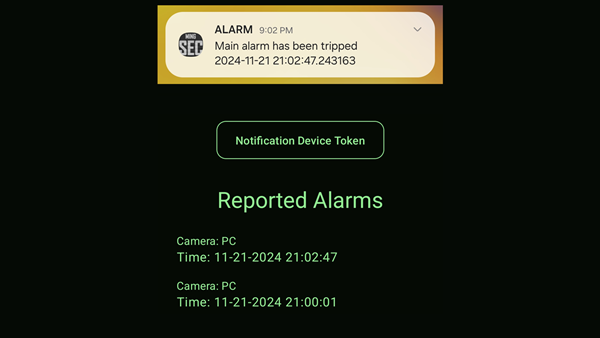 MIMIC
SEC
ALARM 9:02 PM
Main alarm has been tripped
2024-11-21 21:02:47.243163
Notification Device Token
Reported Alarms
Camera: PC
Time: 11-21-2024 21:02:47
Camera: PC
Time: 11-21-2024 21:00:01